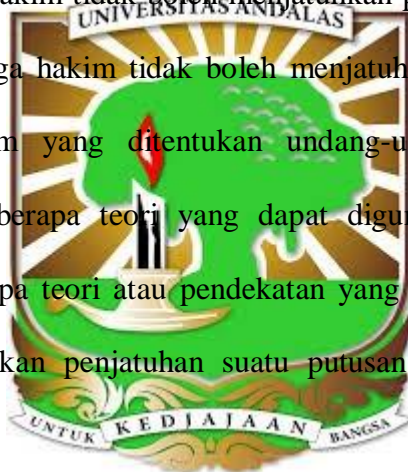 hakim tidak boleh menjatuhkan p
UNIVERSITAS ANDALAS
ga hakim tidak boleh menjatuh
m yang ditentukan undang-u
berapa teori yang dapat digun
pa teori atau pendekatan yang
kan penjatuhan suatu putusan
UNTUK KEDJAJAAN BANGSA